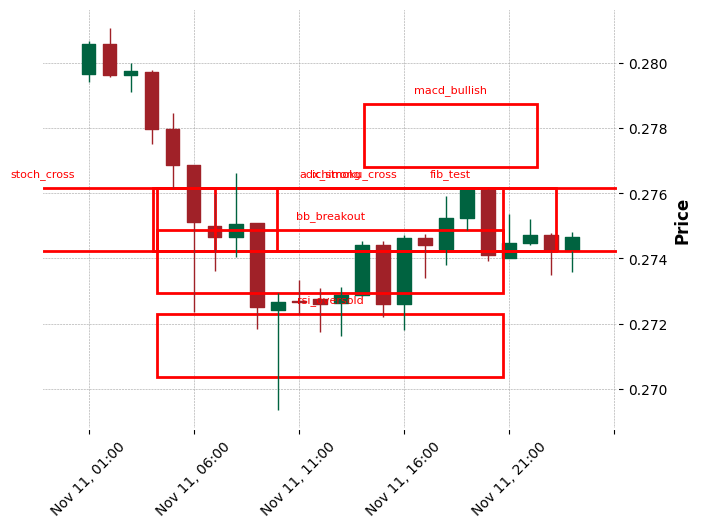 macd_bullish
stoch_cross
ichimoku_cross
fib_test
bb_breakout
0.280
0.278
0.276
0.274
0.272
0.270
Price
Nov 11, 01:00
Nov 11, 06:00
Nov 11, 11:00
Nov 11, 16:00
Nov 11, 21:00